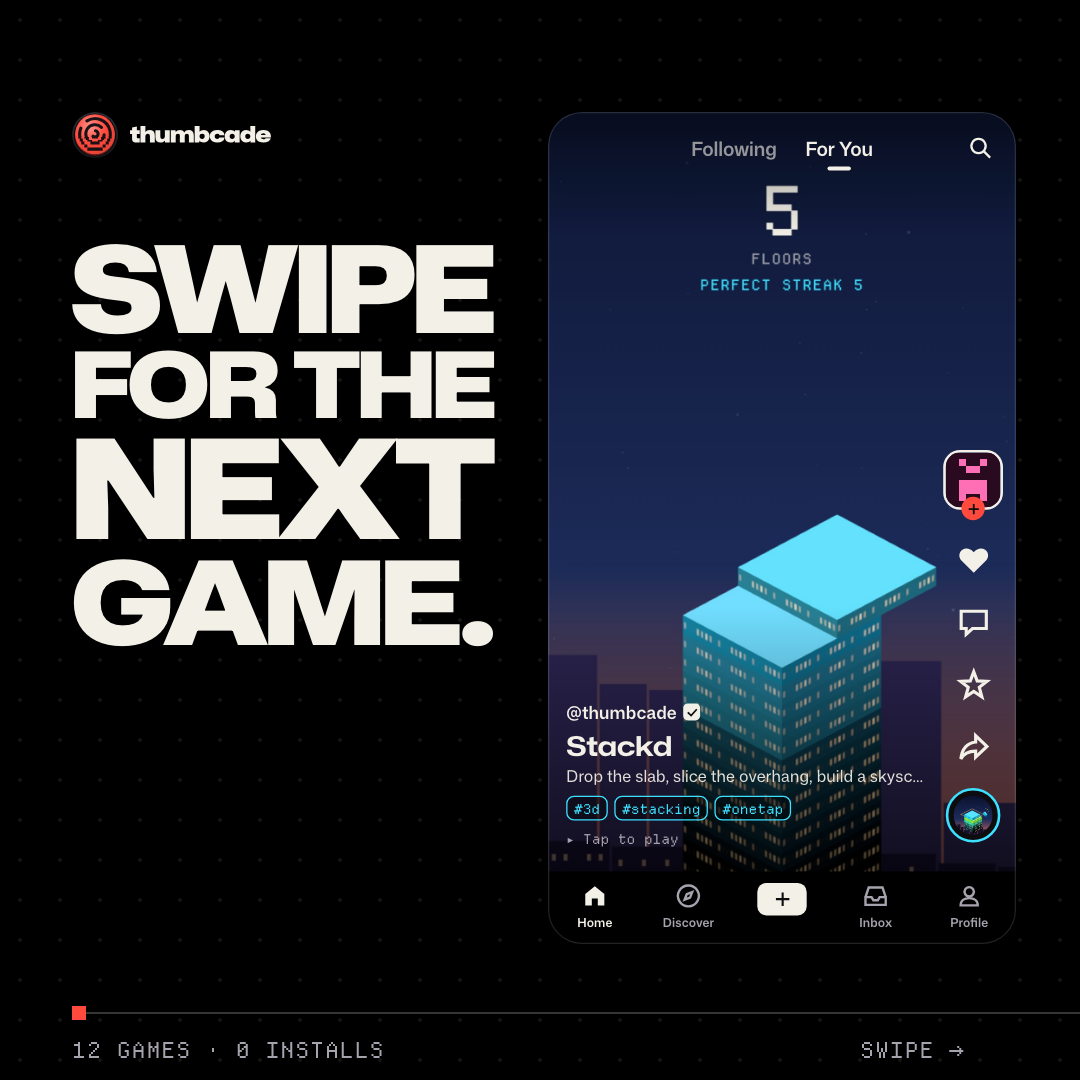 thumbcade
SWIPE
FOR THE
NEXT
GAME.
Following For You
5
FLOORS
PERFECT STREAK 5
@thumbcade
Stackd
Drop the slab, slice the overhang, build a skysc...
#3d #stacking #onetap
▸ Tap to play
Home Discover Inbox Profile
12 GAMES · 0 INSTALLS
SWIPE →